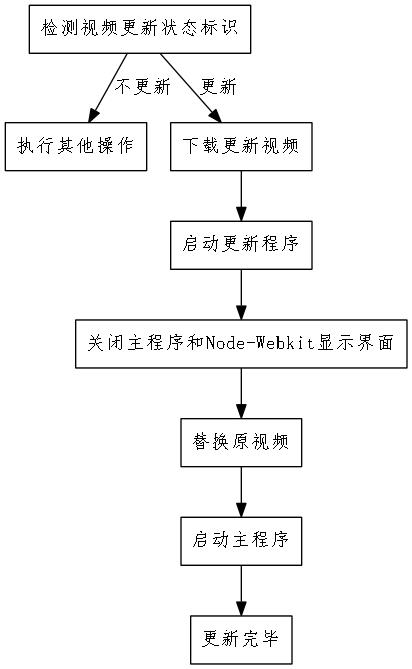 检测视频更新状态标识
不更新
更新
执行其他操作
下载更新视频
启动更新程序
关闭主程序和Node-Webkit显示界面
替换原视频
启动主程序
更新完毕